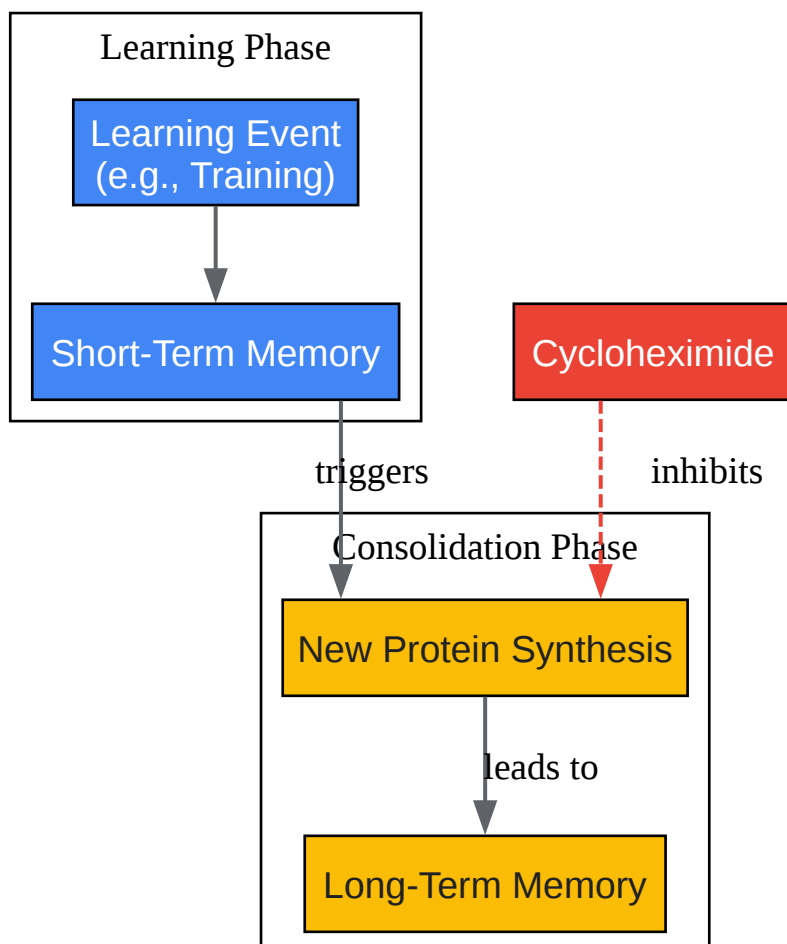 Learning Phase
Learning Event
(e.g., Training)
Short-Term Memory
Cycloheximide
triggers
inhibits
Consolidation Phase
New Protein Synthesis
leads to
Long-Term Memory